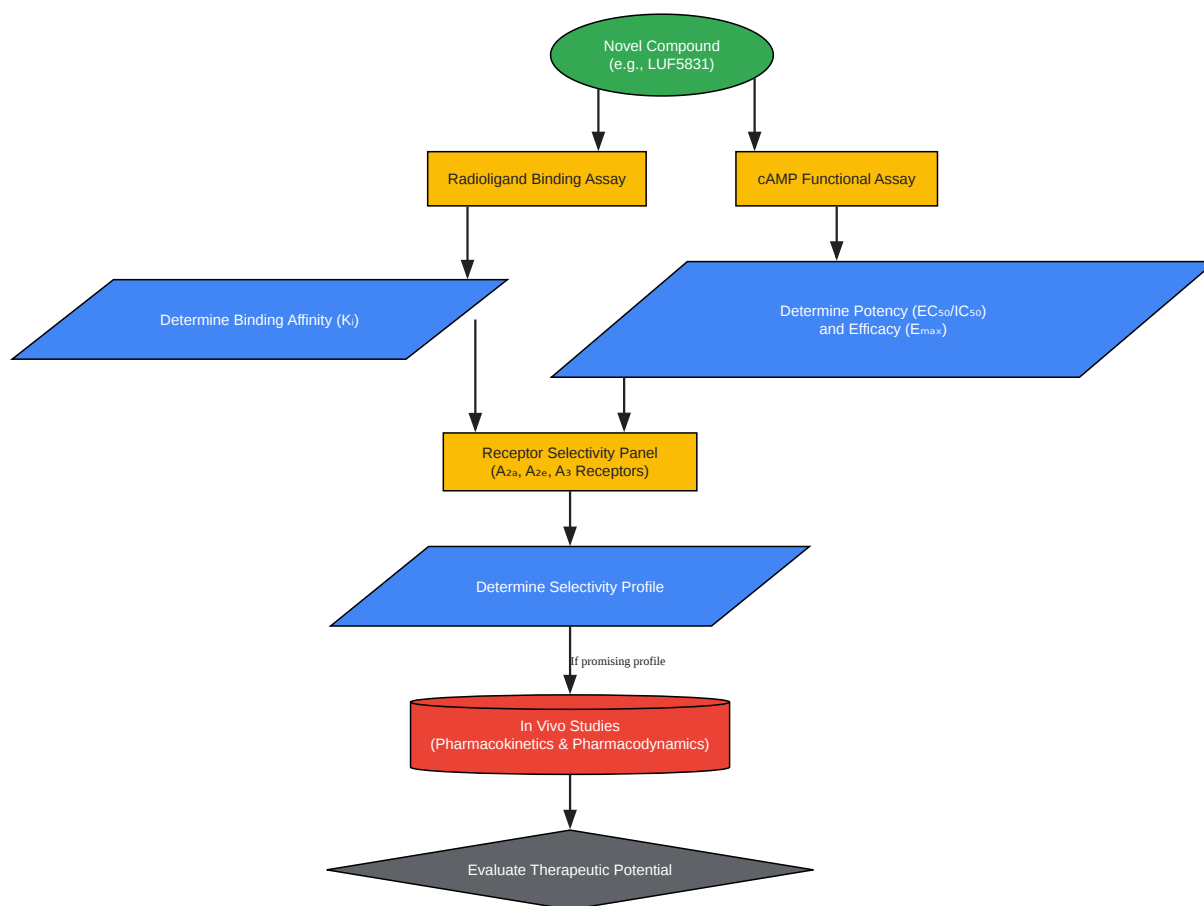 Novel Compound
(e.g., LUF5831)
Radioligand Binding Assay
cAMP Functional Assay
Determine Binding Affinity (Kᵢ)
Determine Potency (EC₅₀/IC₅₀)
and Efficacy (Eₘₐₓ)
Receptor Selectivity Panel
(A₂ₐ, A₂ₑ, A₃ Receptors)
Determine Selectivity Profile
If promising profile
In Vivo Studies
(Pharmacokinetics & Pharmacodynamics)
Evaluate Therapeutic Potential